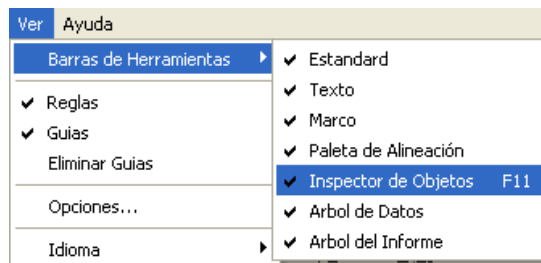 Ver Ayuda
Barras de Herramientas
Reglas
Guias
Eliminar Guias
Opciones...
Idioma
Estandard
Texto
Marco
Paleta de Alineación
Inspector de Objetos F11
Arbol de Datos
Arbol del Informe